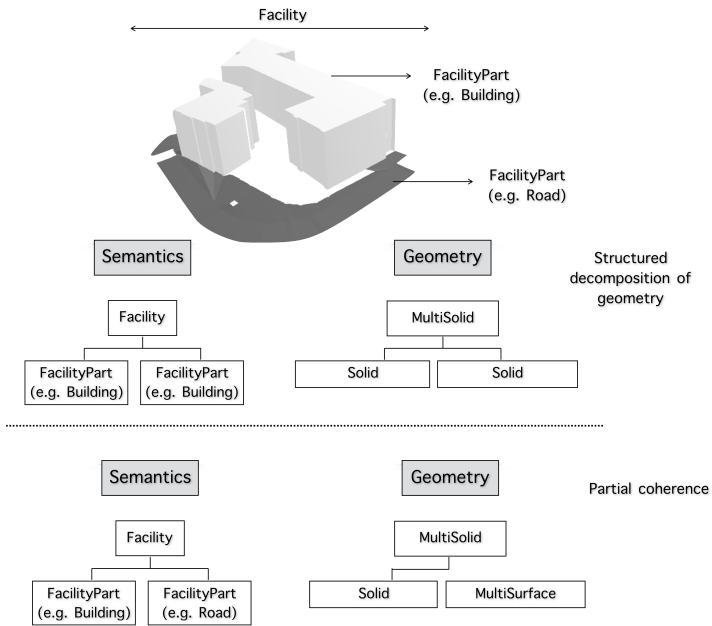 Facility
FacilityPart
(e.g. Building)
FacilityPart
(e.g. Road)
Semantics
Geometry
Structured
decomposition of
geometry
Facility
MultiSolid
FacilityPart
(e.g. Building)
FacilityPart
(e.g. Building)
Solid
Solid
Semantics
Geometry
Partial coherence
Facility
MultiSolid
FacilityPart
(e.g. Building)
FacilityPart
(e.g. Road)
Solid
MultiSurface